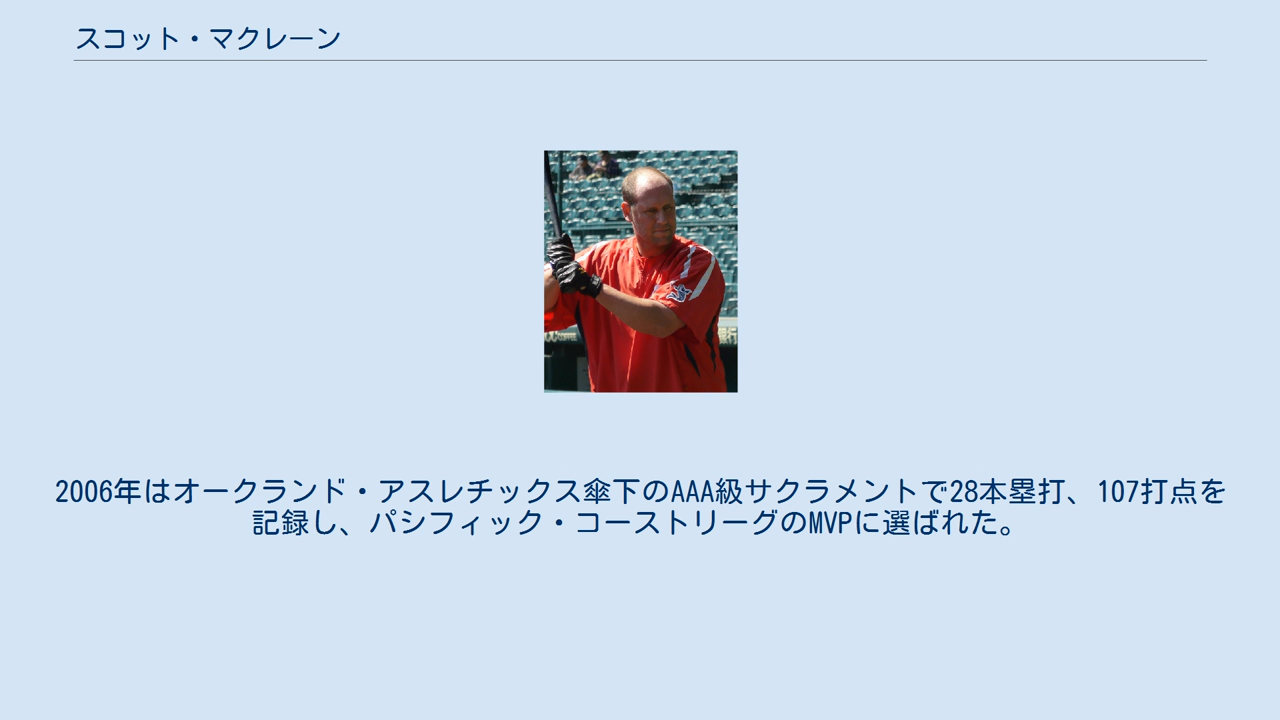 スコット・マクレーン
2006年はオークランド・アスレチックス傘下のAAA級サクラメントで28本塁打、107打点を
記録し、パシフィック・コーストリーグのMVPに選ばれた。